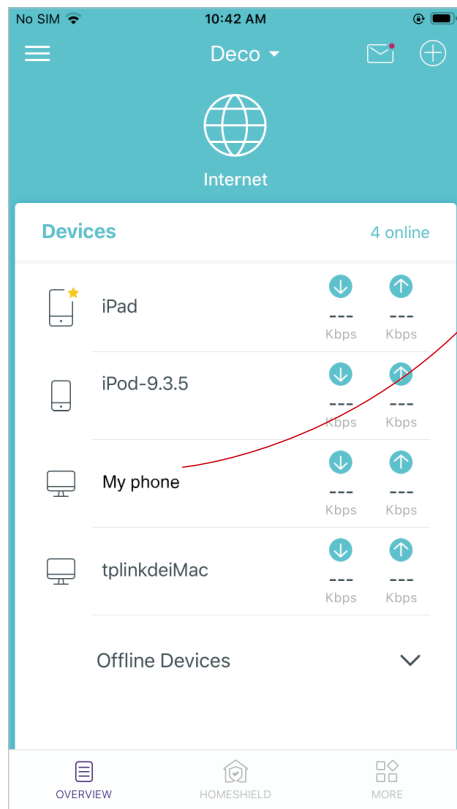 No SIM 10:42 AM
Deco
Internet
Devices 4 online
iPad
--- ---
Kbps Kbps
iPod-9.3.5
--- ---
Kbps Kbps
My phone
--- ---
Kbps Kbps
tplinkdeiMac
--- ---
Kbps Kbps
Offline Devices
OVERVIEW HOMESHIELD MORE